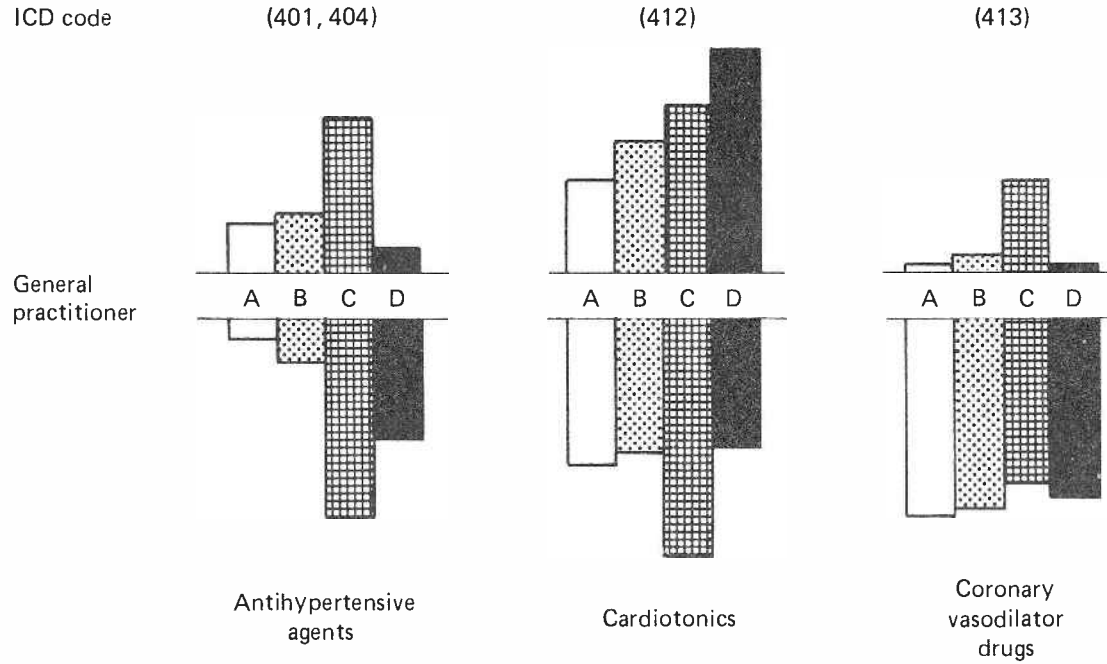 ICD code (401, 404) (412) (413)
General
practitioner
A B C D
A B C D
A B C D
Antihypertensive
agents
Cardiotonics
Coronary
vasodilator
drugs